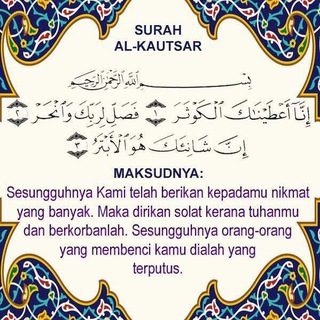 SURAH
AL-KAUTSAR
بِسْمِ اللَّهِ الرَّحْمَٰنِ الرَّحِيمِ
إِنَّا أَعْطَيْنَاكَ الْكَوْثَرَ ١ فَصَلِّ لِرَبِّكَ وَانْحَرْ ٢
إِنَّ شَانِئَكَ هُوَ الْأَبْتَرُ ٣
MAKSUDNYA:
Sesungguhnya Kami telah berikan kepadamu nikmat
yang banyak. Maka dirikan solat kerana tuhanmu
dan berkorbanlah. Sesungguhnya orang-orang
yang membenci kamu dialah yang
terputus.